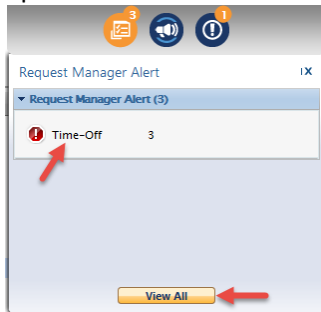 3 1
Request Manager Alert X
Request Manager Alert (3)
Time-Off 3
View All